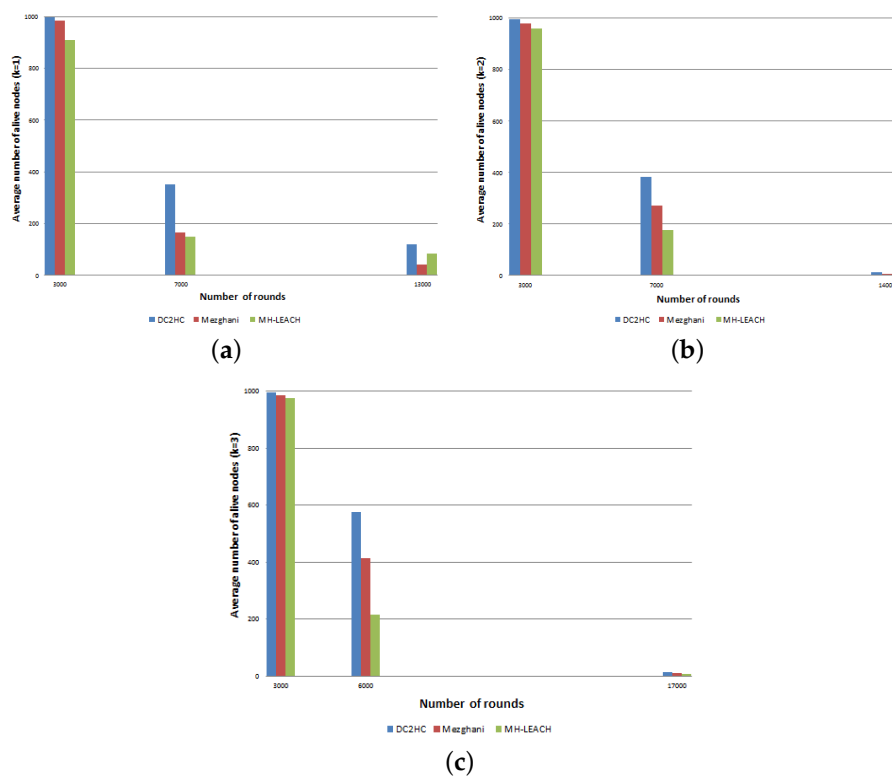 Average number of alive nodes (k=1)
1000
800
600
400
200
0
3000 7000 13000
Number of rounds
DC2HC Mezghani MH-LEACH
(a)
Average number of alive nodes (k=2)
1000
800
600
400
200
0
3000 7000 1400
Number of rounds
DC2HC Mezghani MH-LEACH
(b)
Average number of alive nodes (k=3)
1000
800
600
400
200
0
3000 6000 17000
Number of rounds
DC2HC Mezghani MH-LEACH
(c)